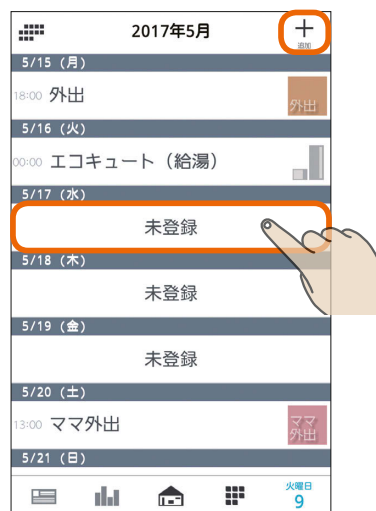 2017年5月
追加
5/15（月）
18:00 外出
外出
5/16（火）
00:00 エコキュート（給湯）
5/17（水）
未登録
5/18（木）
未登録
5/19（金）
未登録
5/20（土）
13:00 ママ外出
ママ
外出
5/21（日）
火曜日
9